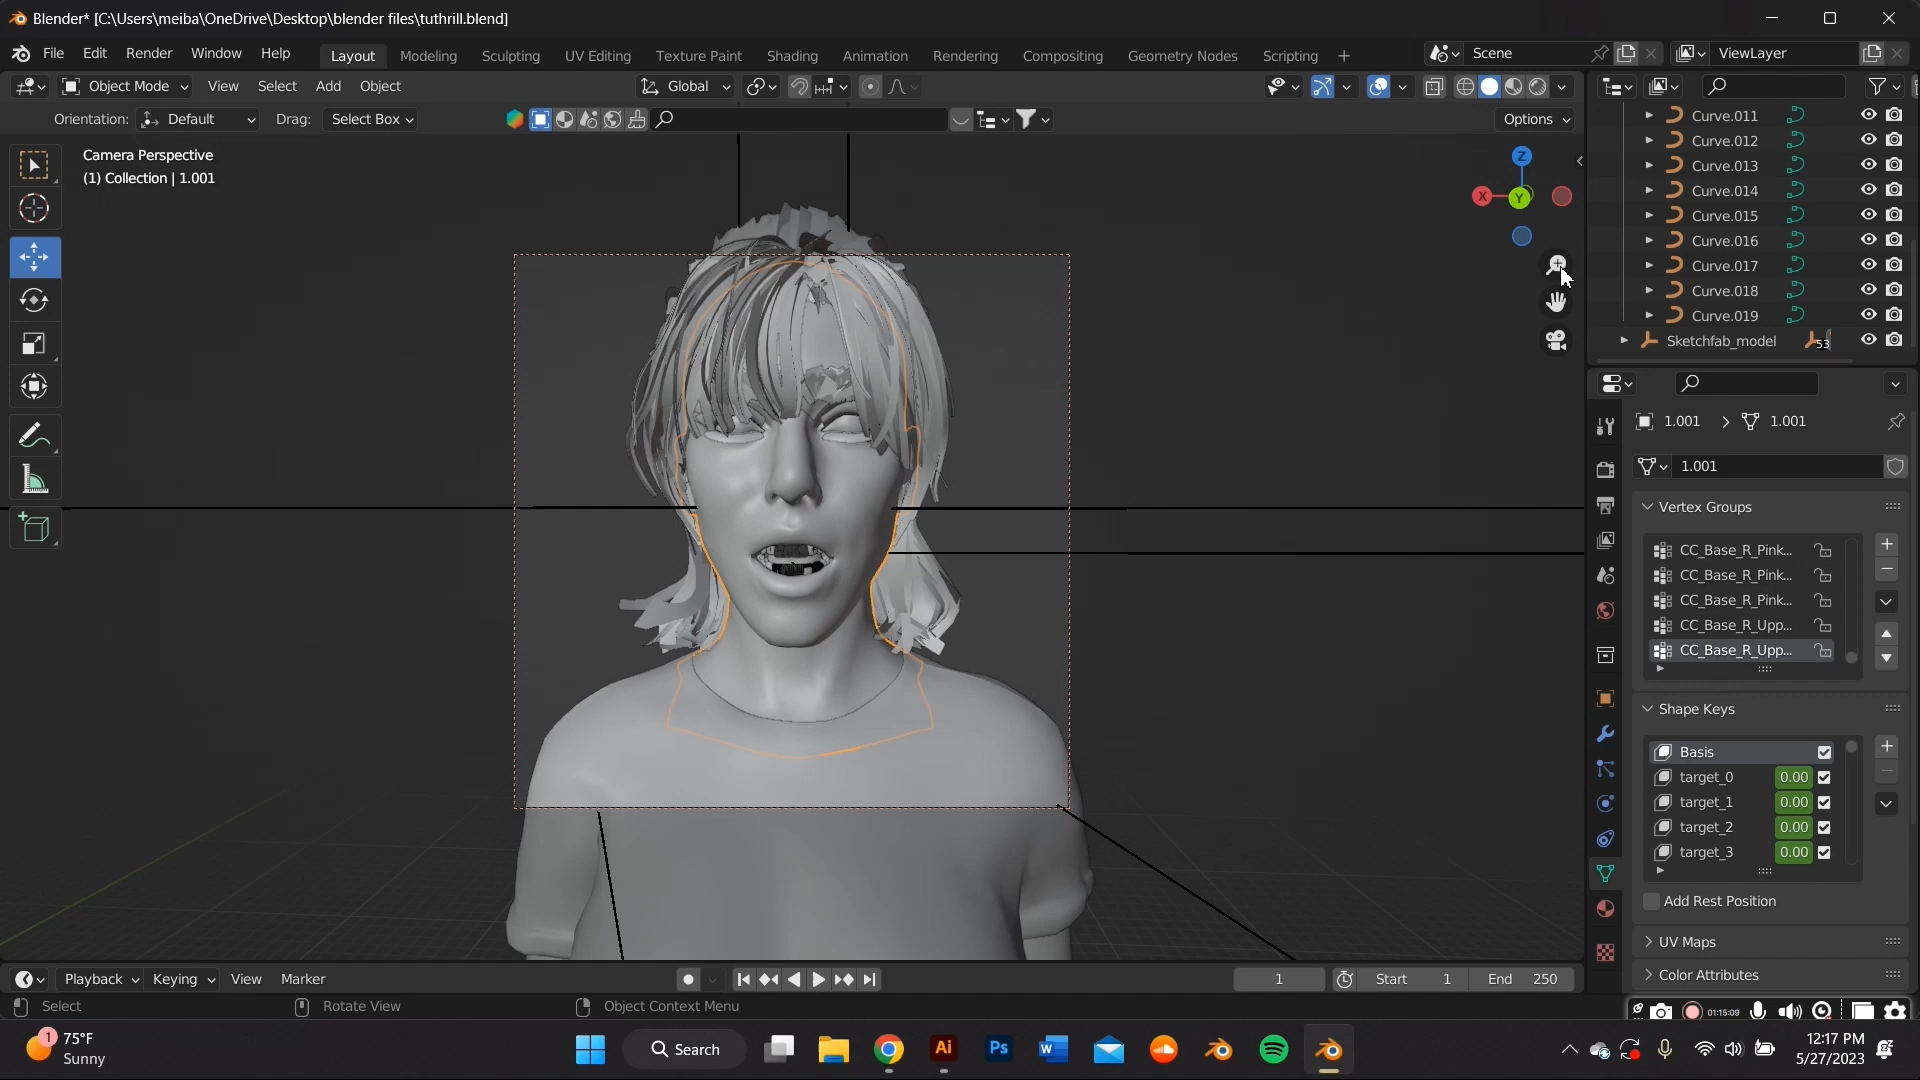 Blender* [C:\Users\meiba\OneDrive\Desktop\blender files\tuthrill.blend]
File Edit Render Window Help Layout Modeling Sculpting UV Editing Texture Paint Shading Animation Rendering Compositing Geometry Nodes Scripting + Scene ViewLayer
Object Mode View Select Add Object Global
Orientation: Default Drag: Select Box Options
Camera Perspective
(1) Collection | 1.001
Z
X
Y
Curve.011
Curve.012
Curve.013
Curve.014
Curve.015
Curve.016
Curve.017
Curve.018
Curve.019
Sketchfab_model 53
1.001 > 1.001
1.001
Vertex Groups
CC_Base_R_Pink...
CC_Base_R_Pink...
CC_Base_R_Pink...
CC_Base_R_Upp...
CC_Base_R_Upp...
Shape Keys
Basis
target_0 0.00
target_1 0.00
target_2 0.00
target_3 0.00
Add Rest Position
UV Maps
Color Attributes
Playback Keying View Marker 1 Start 1 End 250
Select Rotate View Object Context Menu
01:15:09
1 75°F
Sunny
Search
Ai
Ps
W
12:17 PM
5/27/2023